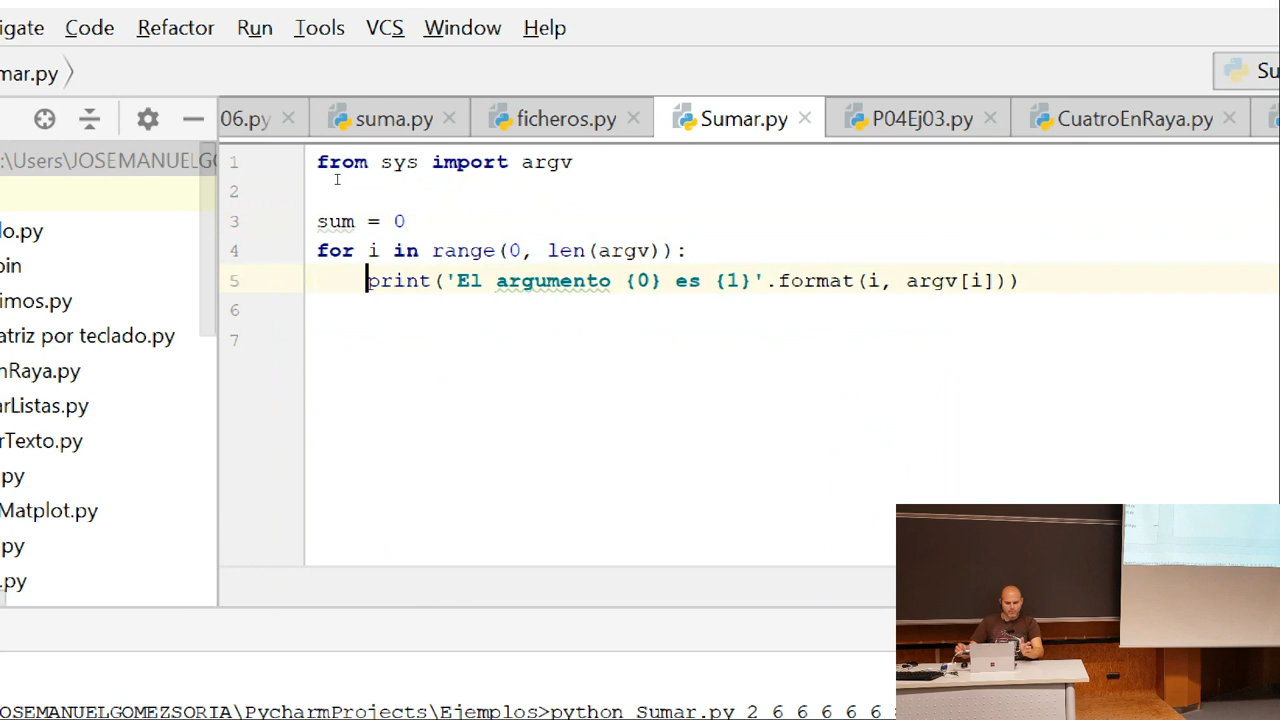 igate Code Refactor Run Tools VCS Window Help
mar.py Su
06.py suma.py ficheros.py Sumar.py P04Ej03.py CuatroEnRaya.py
:\Users\JOSEMANUELGO
lo.py
bin
imos.py
atriz por teclado.py
nRaya.py
arListas.py
rTexto.py
.py
Matplot.py
.py
.py
1 from sys import argv
2
3 sum = 0
4 for i in range(0, len(argv)):
5 print('El argumento {0} es {1}'.format(i, argv[i]))
6
7
OSEMANUELGOMEZSORIA\PycharmProjects\Ejemplos>python Sumar.py 2 6 6 6 6 6